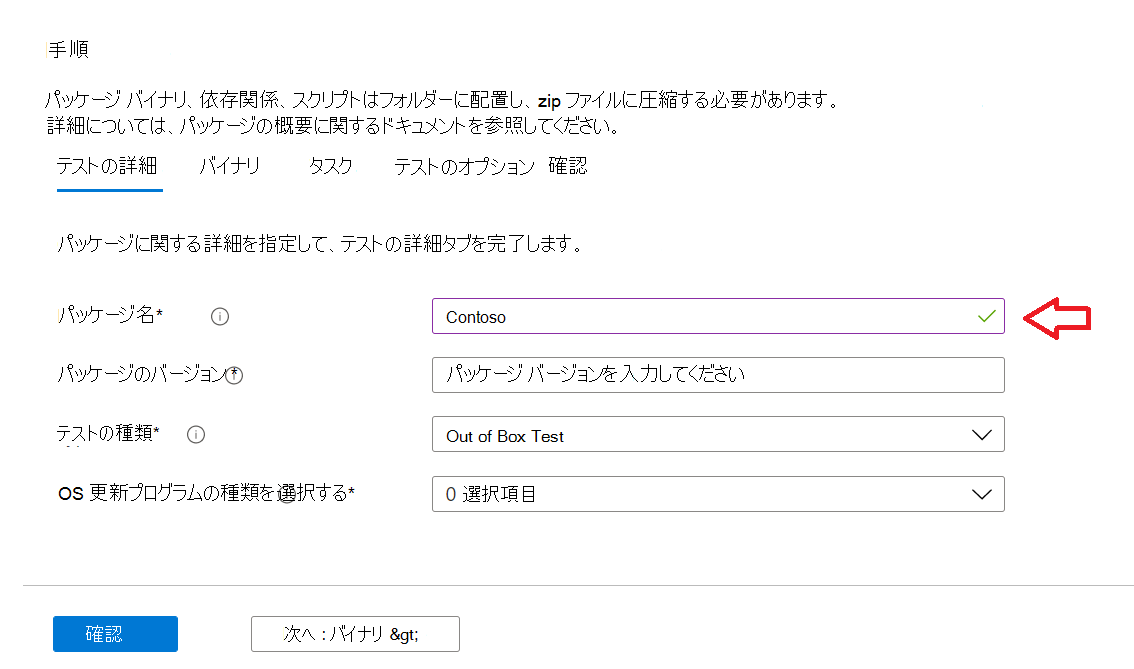 手順
パッケージ バイナリ、依存関係、スクリプトはフォルダーに配置し、zip ファイルに圧縮する必要があります。
詳細については、パッケージの概要に関するドキュメントを参照してください。
テストの詳細 バイナリ タスク テストのオプション 確認
パッケージに関する詳細を指定して、テストの詳細タブを完了します。
パッケージ名* Contoso
パッケージのバージョン* パッケージ バージョンを入力してください
テストの種類* Out of Box Test
OS 更新プログラムの種類を選択する* 0 選択項目
確認 次へ : バイナリ &gt;